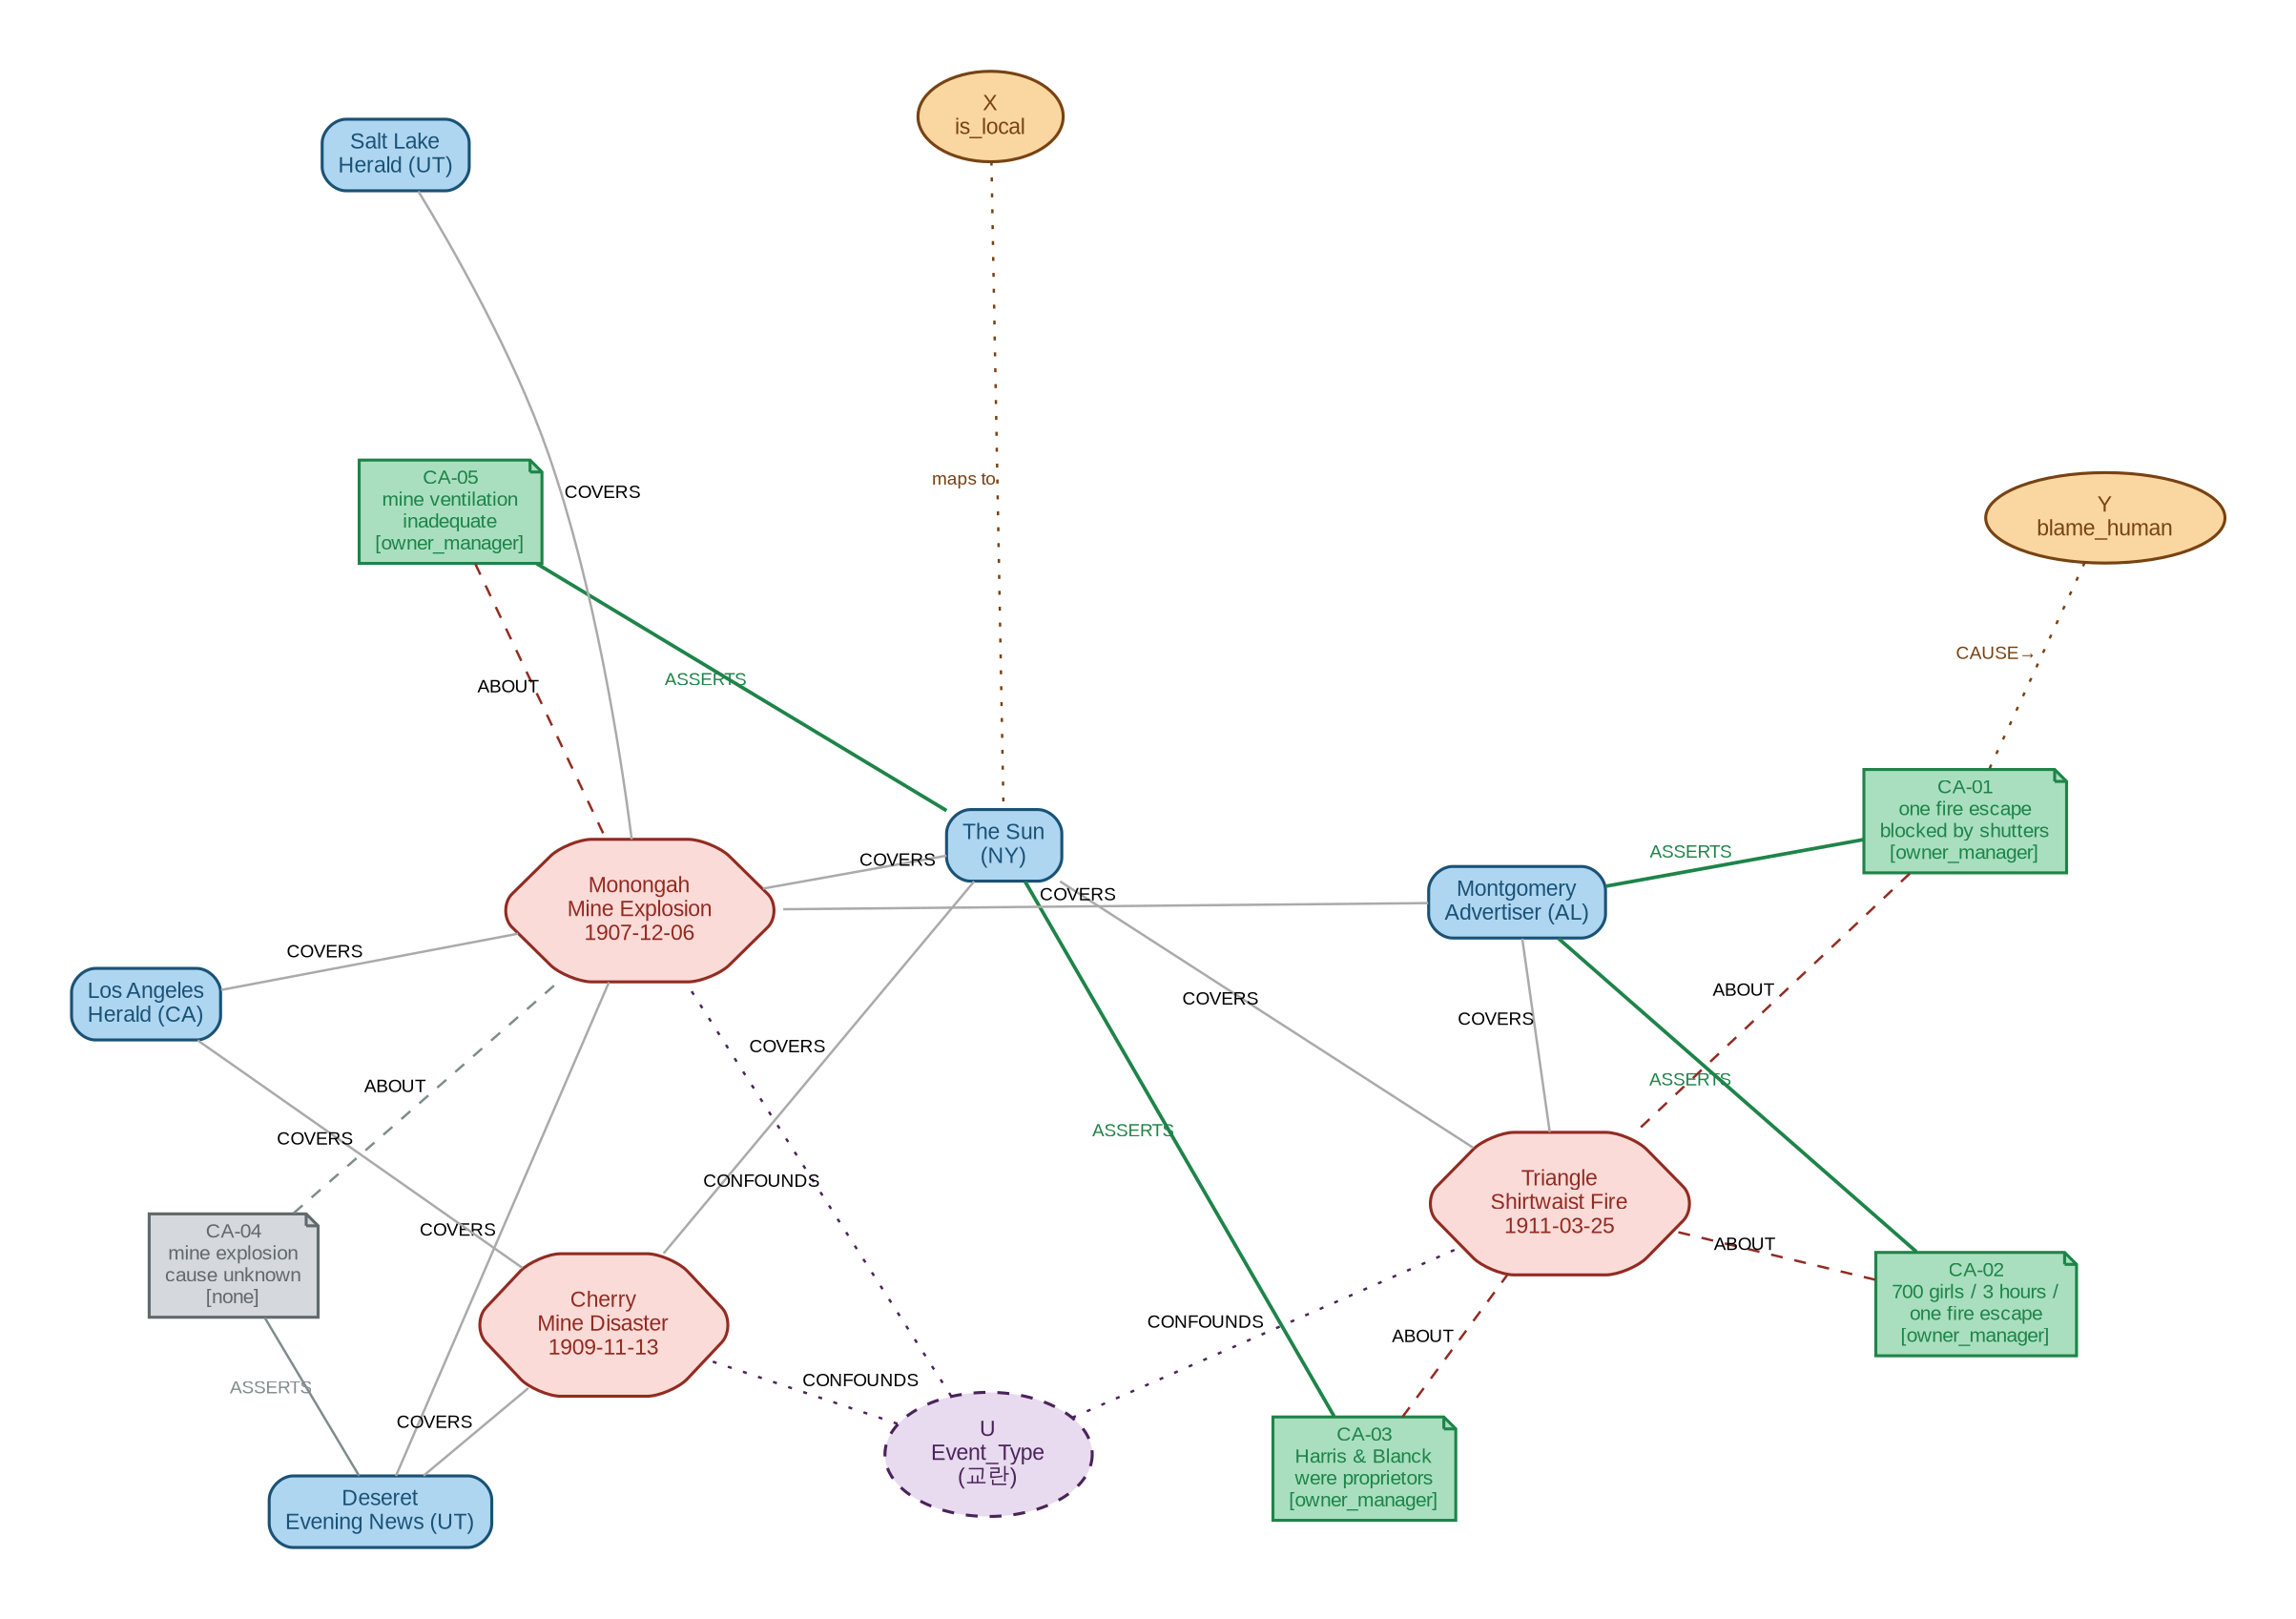 X
is_local
Salt Lake
Herald (UT)
maps to
CA-05
mine ventilation
inadequate
[owner_manager]
COVERS
Y
blame_human
CAUSE→
ABOUT
ASSERTS
CA-01
one fire escape
blocked by shutters
[owner_manager]
The Sun
(NY)
COVERS
ASSERTS
Monongah
Mine Explosion
1907-12-06
COVERS
Montgomery
Advertiser (AL)
COVERS
Los Angeles
Herald (CA)
COVERS
COVERS
ABOUT
COVERS
ABOUT
ASSERTS
COVERS
ASSERTS
CONFOUNDS
Triangle
Shirtwaist Fire
1911-03-25
CA-04
mine explosion
cause unknown
[none]
COVERS
ABOUT
CA-02
700 girls / 3 hours /
one fire escape
[owner_manager]
Cherry
Mine Disaster
1909-11-13
CONFOUNDS
ABOUT
ASSERTS
CONFOUNDS
COVERS
U
Event_Type
(교란)
CA-03
Harris & Blanck
were proprietors
[owner_manager]
Deseret
Evening News (UT)